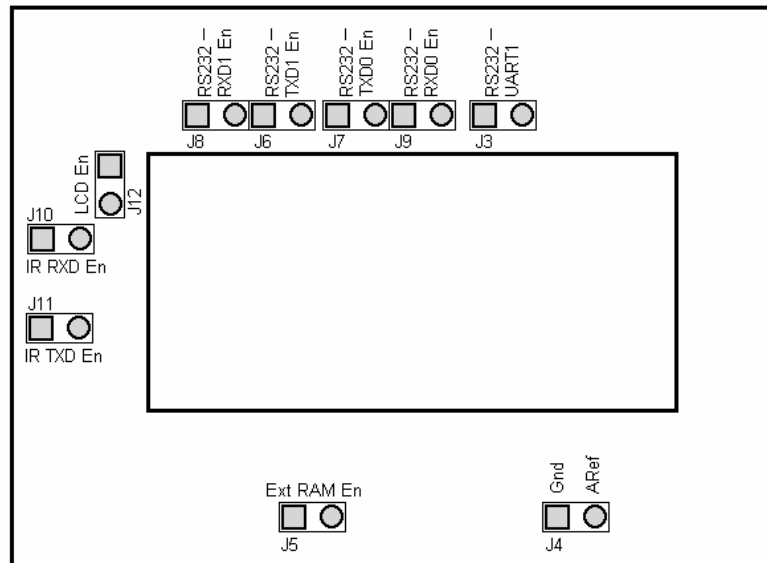 RS232 –
RXD1 En
RS232 –
TXD1 En
RS232 –
TXD0 En
RS232 –
RXD0 En
RS232 –
UART1
J8
J6
J7
J9
J3
LCD En
J12
J10
IR RXD En
J11
IR TXD En
Ext RAM En
J5
Gnd
ARef
J4